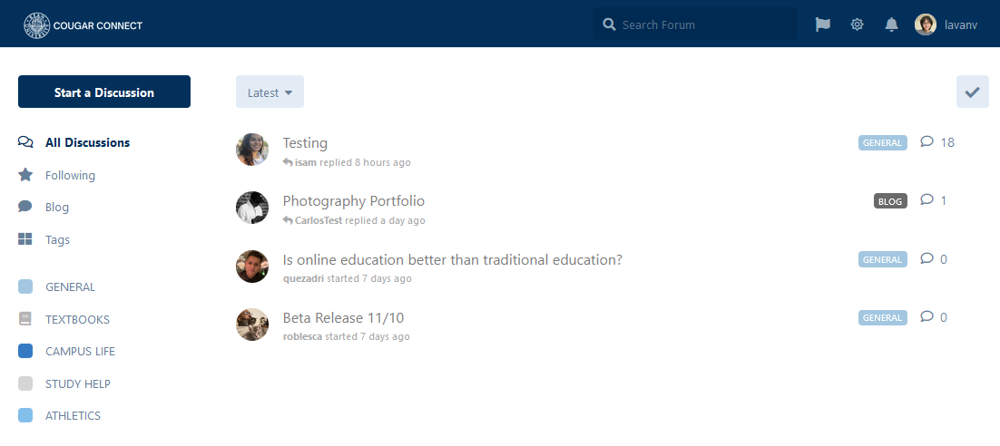 COUGAR CONNECT
Search Forum
lavanv
Start a Discussion
Latest
All Discussions
Following
Blog
Tags
GENERAL
TEXTBOOKS
CAMPUS LIFE
STUDY HELP
ATHLETICS
Testing
GENERAL
18
isam replied 8 hours ago
Photography Portfolio
BLOG
1
CarlosTest replied a day ago
Is online education better than traditional education?
GENERAL
0
quezadri started 7 days ago
Beta Release 11/10
GENERAL
0
roblesca started 7 days ago